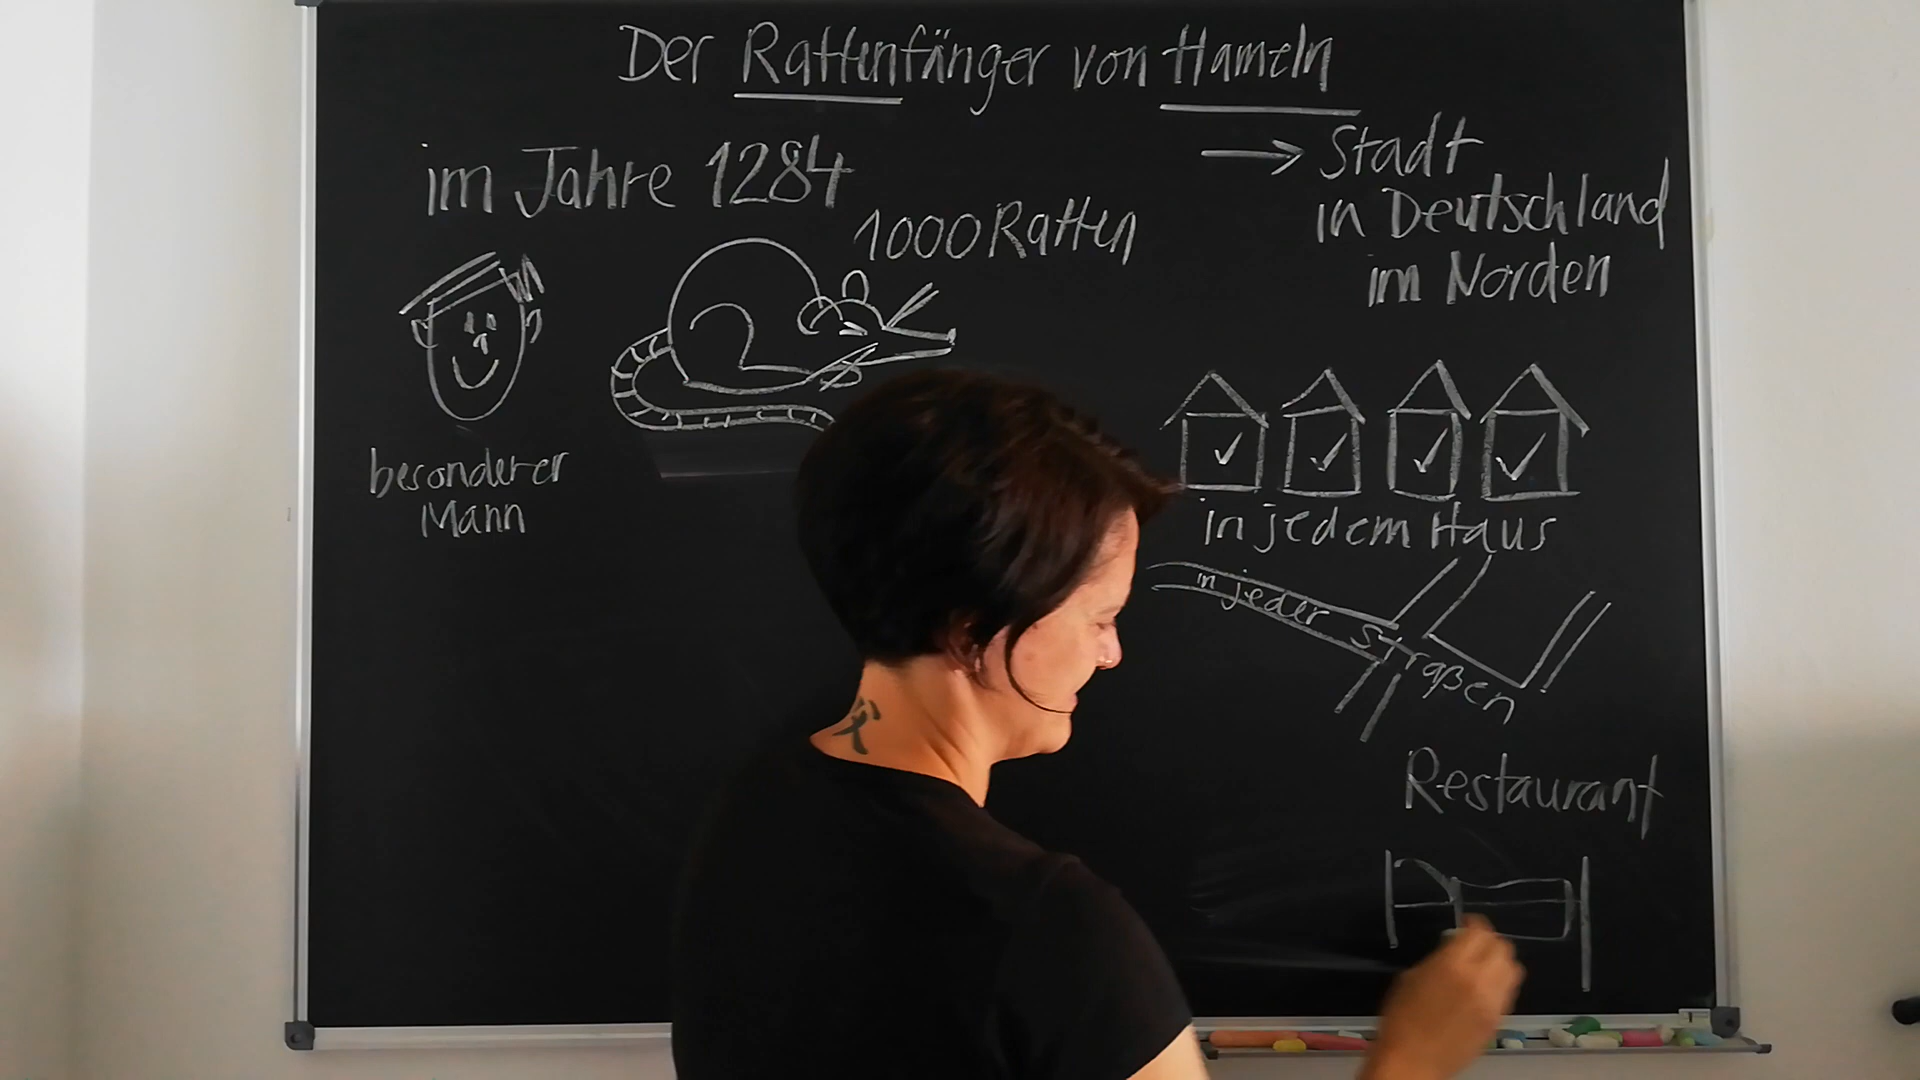 Der Rattenfänger von Hameln
im Jahre 1284
→ Stadt
in Deutschland
im Norden
1000 Ratten
besonderer
Mann
in jedem Haus
in jeder Straßen
Restaurant